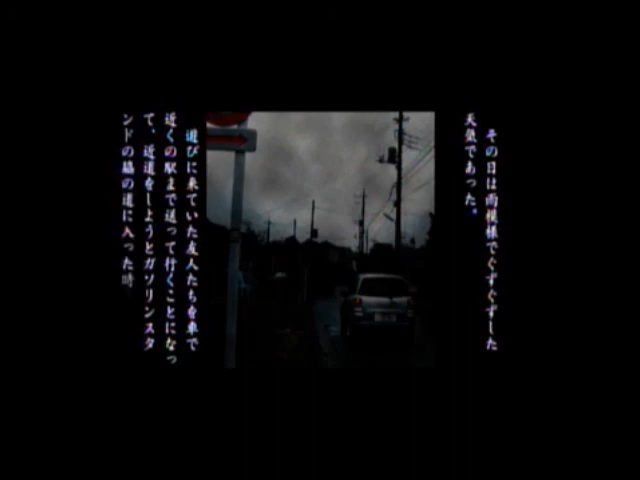 その日は雨模様でぐずぐずした
天気であった。
遊びに来ていた友人たちを車で
近くの駅まで送って行くことになっ
て、近道をしようとガソリンスタ
ンドの脇の道に入った時